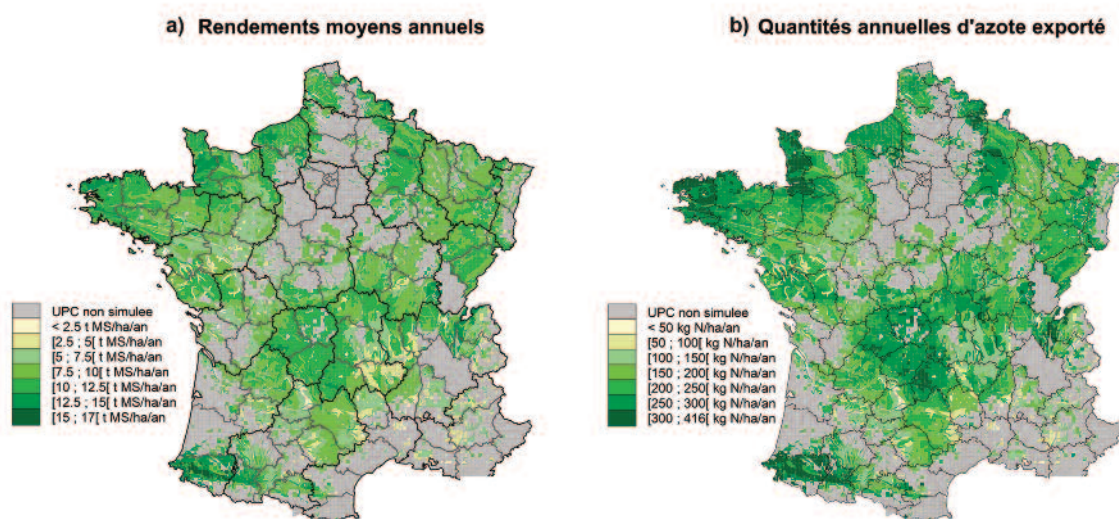 a) Rendements moyens annuels
UPC non simulee
< 2.5 t MS/ha/an
[2.5 ; 5[ t MS/ha/an
[5 ; 7.5[ t MS/ha/an
[7.5 ; 10[ t MS/ha/an
[10 ; 12.5[ t MS/ha/an
[12.5 ; 15[ t MS/ha/an
[15 ; 17[ t MS/ha/an
b) Quantités annuelles d'azote exporté
UPC non simulee
< 50 kg N/ha/an
[50 ; 100[ kg N/ha/an
[100 ; 150[ kg N/ha/an
[150 ; 200[ kg N/ha/an
[200 ; 250[ kg N/ha/an
[250 ; 300[ kg N/ha/an
[300 ; 416[ kg N/ha/an